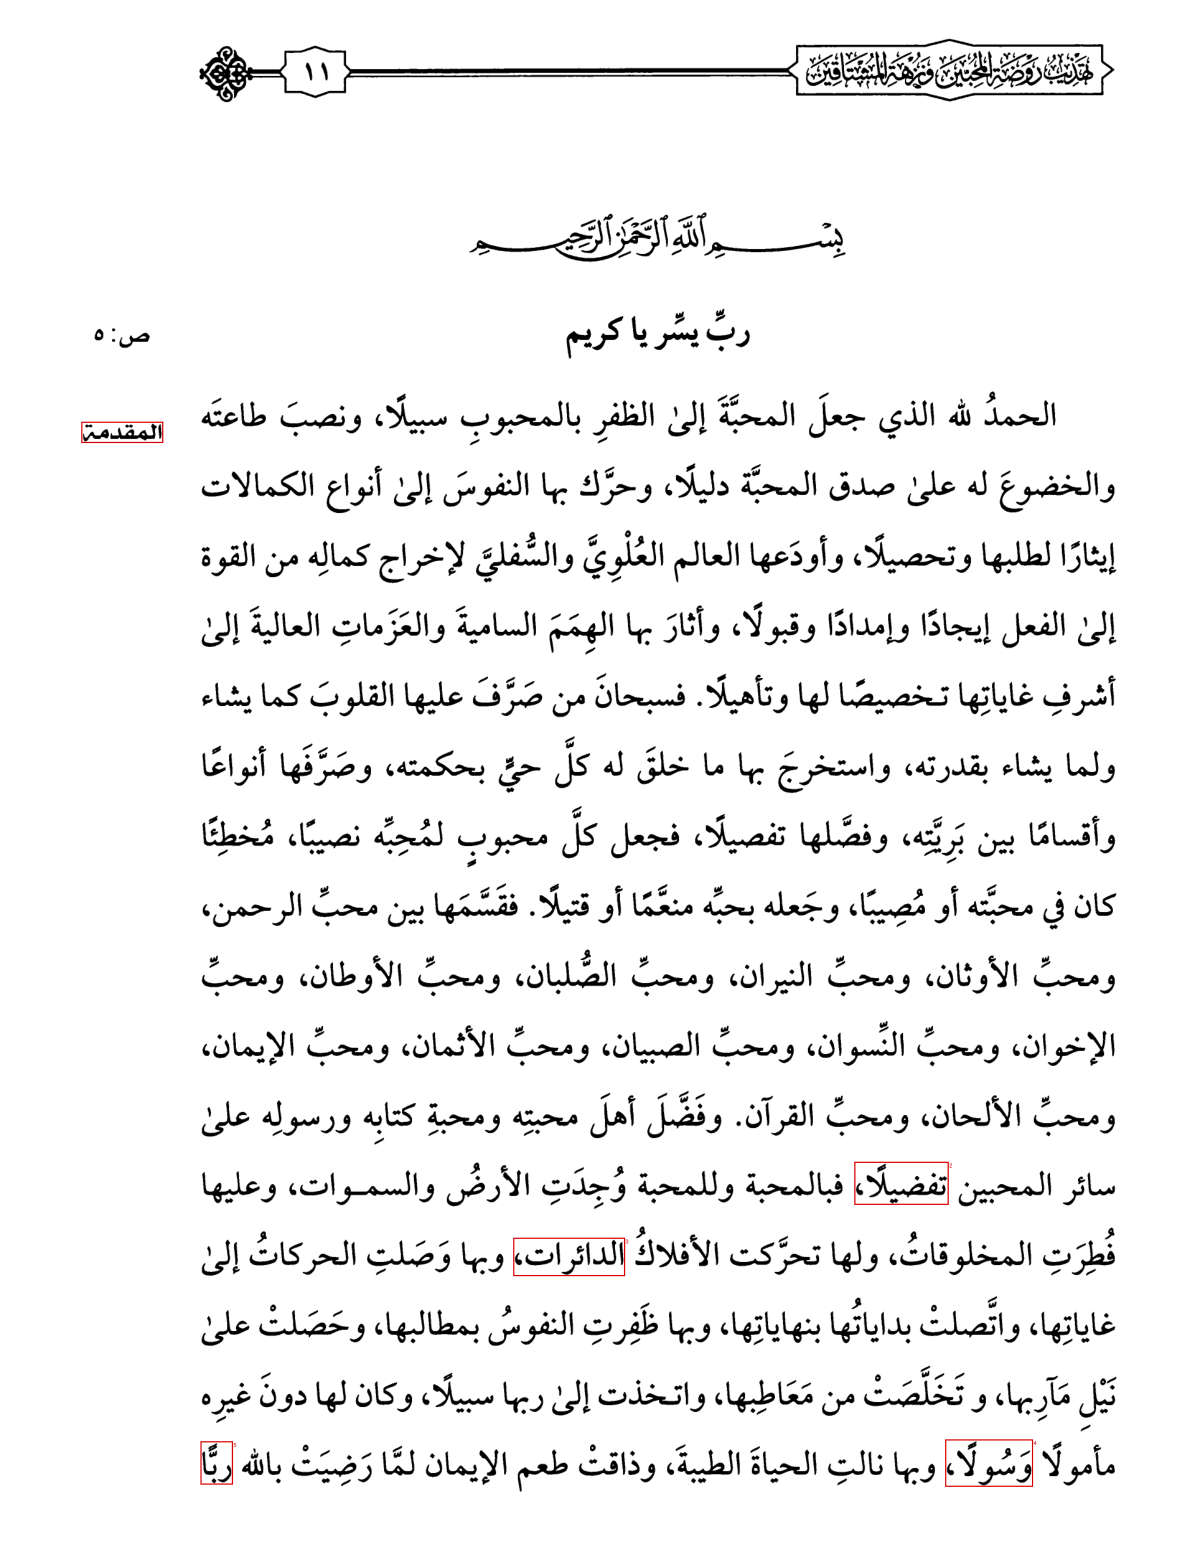 تهذيب روضة المحبين ونزهة المشتاقين
١١
بسم الله الرحمن الرحيم
ربِّ يسِّر يا كريم
ص: ٥
الحمدُ لله الذي جعلَ المحبَّةَ إلىٰ الظفرِ بالمحبوبِ سبيلًا، ونصبَ طاعتَه
المقدمة
والخضوعَ له علىٰ صدق المحبَّة دليلًا، وحرَّك بها النفوسَ إلىٰ أنواع الكمالات
إيثارًا لطلبها وتحصيلًا، وأودَعها العالم العُلْوِيَّ والسُّفليَّ لإخراج كمالِه من القوة
إلىٰ الفعل إيجادًا وإمدادًا وقبولًا، وأثارَ بها الهِمَمَ الساميةَ والعَزَماتِ العاليةَ إلىٰ
أشرفِ غاياتِها تخصيصًا لها وتأهيلًا. فسبحانَ من صَرَّفَ عليها القلوبَ كما يشاء
ولما يشاء بقدرته، واستخرجَ بها ما خلقَ له كلَّ حيٍّ بحكمته، وصَرَّفَها أنواعًا
وأقسامًا بين بَرِيَّتِه، وفصَّلها تفصيلًا، فجعل كلَّ محبوبٍ لمُحِبِّه نصيبًا، مُخطِئًا
كان في محبَّته أو مُصِيبًا، وجَعله بحبِّه منعَّمًا أو قتيلًا. فقَسَّمَها بين محبِّ الرحمن،
ومحبِّ الأوثان، ومحبِّ النيران، ومحبِّ الصُّلبان، ومحبِّ الأوطان، ومحبِّ
الإخوان، ومحبِّ النِّسوان، ومحبِّ الصبيان، ومحبِّ الأثمان، ومحبِّ الإيمان،
ومحبِّ الألحان، ومحبِّ القرآن. وفَضَّلَ أهلَ محبتِه ومحبةِ كتابِه ورسولِه علىٰ
سائر المحبين تفضيلًا، فبالمحبة وللمحبة وُجِدَتِ الأرضُ والسموات، وعليها
فُطِرَتِ المخلوقاتُ، ولها تحرَّكت الأفلاكُ الدائرات، وبها وَصَلتِ الحركاتُ إلىٰ
غاياتِها، واتَّصلتْ بداياتُها بنهاياتِها، وبها ظَفِرتِ النفوسُ بمطالبها، وحَصَلتْ علىٰ
نَيْلِ مَآرِبها، و تَخَلَّصَتْ من مَعَاطِبها، واتخذت إلىٰ ربها سبيلًا، وكان لها دونَ غيرِه
مأمولًا وَسُولًا، وبها نالتِ الحياةَ الطيبةَ، وذاقتْ طعم الإيمان لمَّا رَضِيَتْ بالله ربًّا